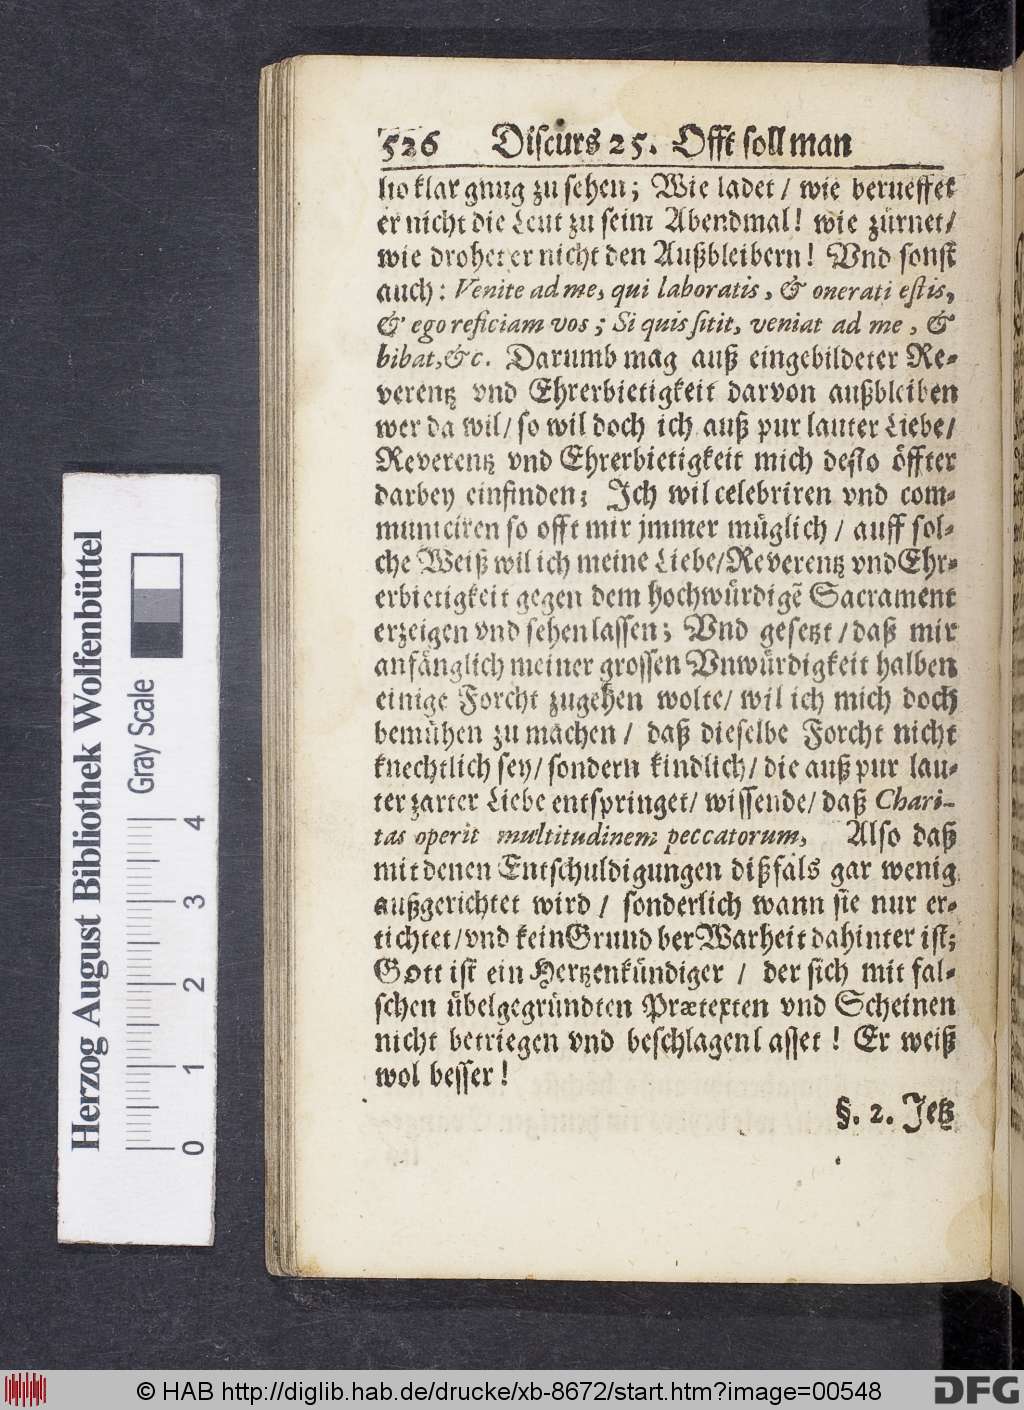 526 Discurs 25. Offt soll man
lio klar gnug zu sehen; Wie ladet / wie berueffet
er nicht die Leut zu seim Abendmal! wie zürnet/
wie drohet er nicht den Außbleibern! Vnd sonst
auch: Venite ad me, qui laboratis, & onerati estis,
& ego reficiam vos; Si quis sitit, veniat ad me, &
bibat, &c. Darumb mag auß eingebildeter Re-
verentz vnd Ehrerbietigkeit darvon außbleiben
wer da wil/ so wil doch ich auß pur lauter Liebe/
Reverentz vnd Ehrerbietigkeit mich desto öffter
darbey einfinden; Ich wil celebriren vnd com-
municiren so offt mir jmmer müglich / auff sol-
che Weiß wil ich meine Liebe/Reverentz vnd Ehr-
erbietigkeit gegen dem hochwürdigẽ Sacrament
erzeigen vnd sehen lassen; Vnd gesetzt / daß mir
anfänglich meiner grossen Vnwürdigkeit halben
einige Forcht zugehen wolte/ wil ich mich doch
bemühen zu machen / daß dieselbe Forcht nicht
knechtlich sey/ sondern kindlich/ die auß pur lau-
ter zarter Liebe entspringet/ wissende/ daß Chari-
tas operit multitudinem peccatorum, Also daß
mit denen Entschuldigungen dißfals gar wenig
außgerichtet wird / sonderlich wann sie nur er-
tichtet/ vnd kein Grund ber Warheit dahinter ist;
Gott ist ein Hertzenkündiger / der sich mit fal-
schen übelgegründten Prætexten vnd Scheinen
nicht betriegen vnd beschlagenl asset ! Er weiß
wol besser !
§. 2. Jetz
Herzog August Bibliothek Wolfenbüttel
Gray Scale
0 1 2 3 4
© HAB http://diglib.hab.de/drucke/xb-8672/start.htm?image=00548
DFG